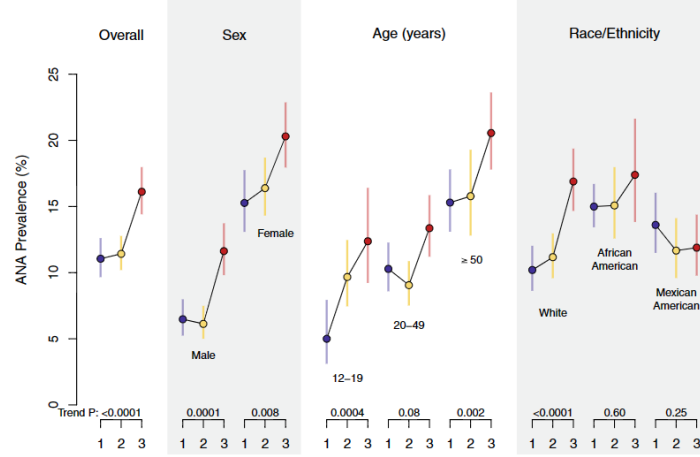 Overall
Sex
Age (years)
Race/Ethnicity
ANA Prevalence (%)
25
20
15
10
5
0
Female
Male
≥ 50
20–49
12–19
African
American
White
Mexican
American
Trend P: <0.0001
0.0001
0.008
0.0004
0.08
0.002
<0.0001
0.60
0.25
1 2 3
1 2 3
1 2 3
1 2 3
1 2 3
1 2 3
1 2 3
1 2 3
1 2 3